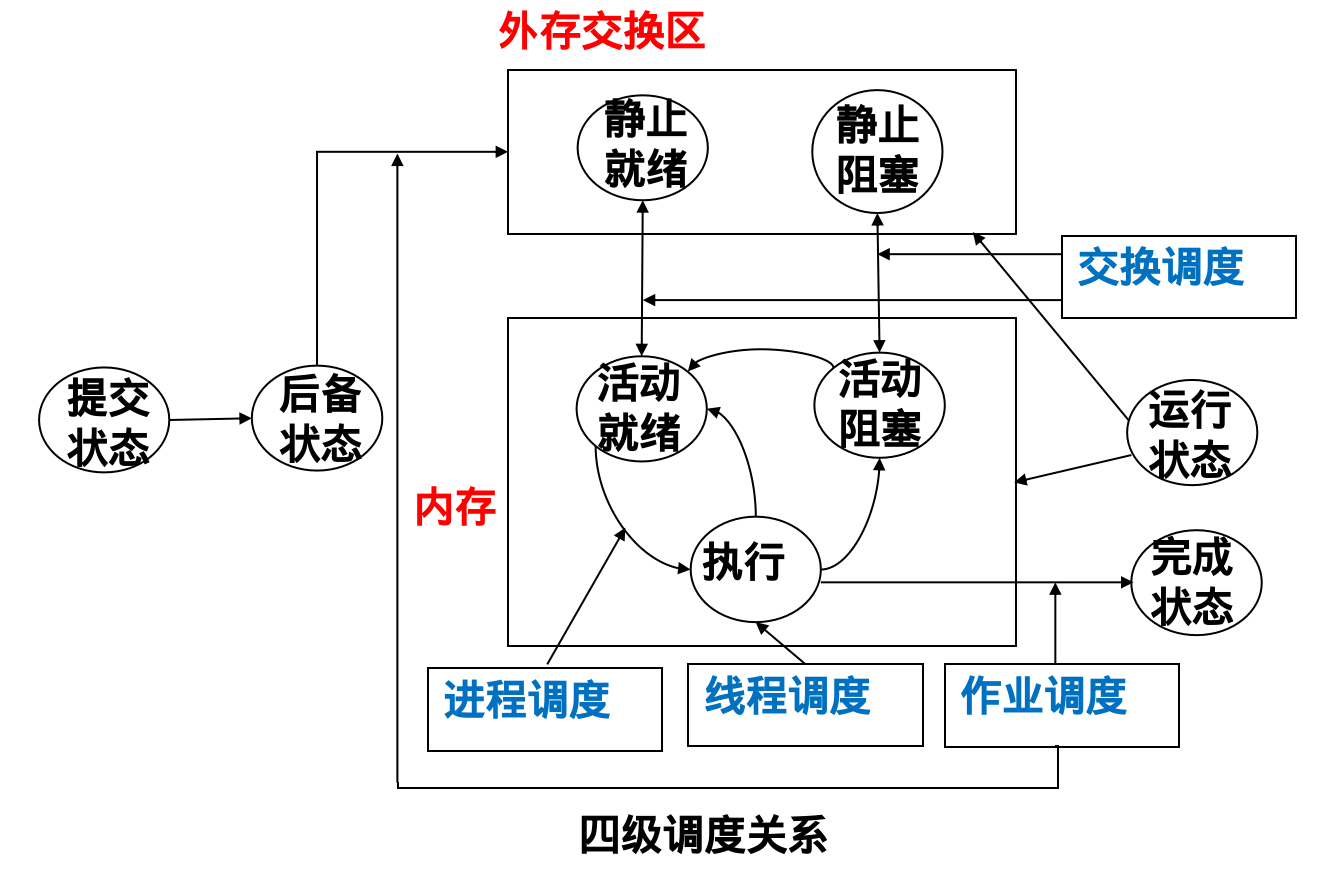 外存交换区
静止
就绪
静止
阻塞
交换调度
提交
状态
后备
状态
活动
就绪
活动
阻塞
运行
状态
内存
执行
完成
状态
进程调度
线程调度
作业调度
四级调度关系